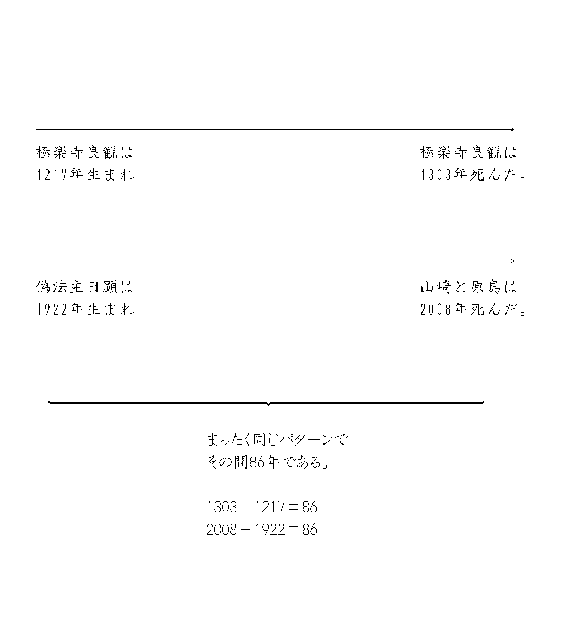 極楽寺良観は
1217年生まれ
極楽寺良観は
1303年死んだ。
偽法主日顕は
1922年生まれ
山崎と原島は
2008年死んだ。
まったく同じパターンで
その間86年である。
1303－1217＝86
2008－1922＝86